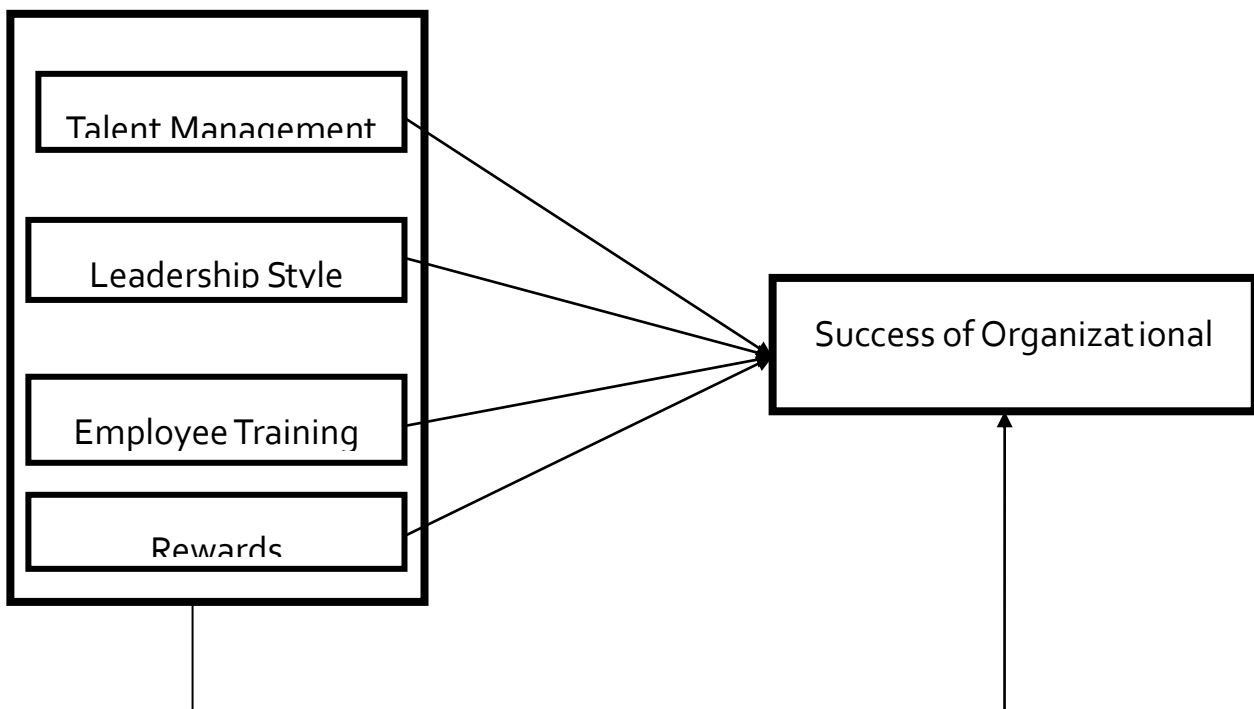 Talent Management
Leadership Style
Success of Organizational
Employee Training
Rewards